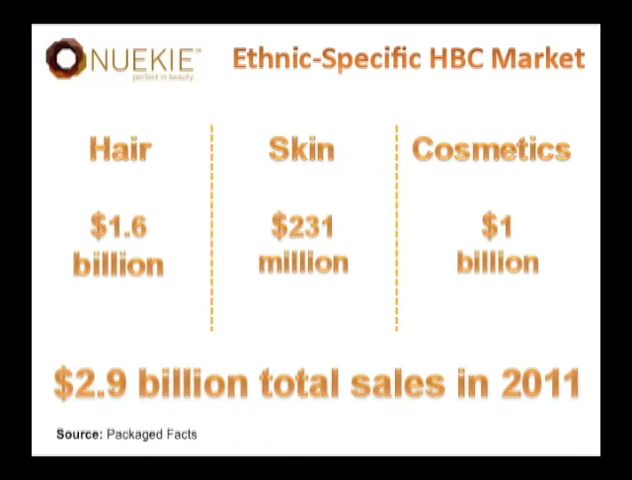 NUEKIE™
perfect in beauty
Ethnic-Specific HBC Market
Hair
$1.6
billion
Skin
$231
million
Cosmetics
$1
billion
$2.9 billion total sales in 2011
Source: Packaged Facts